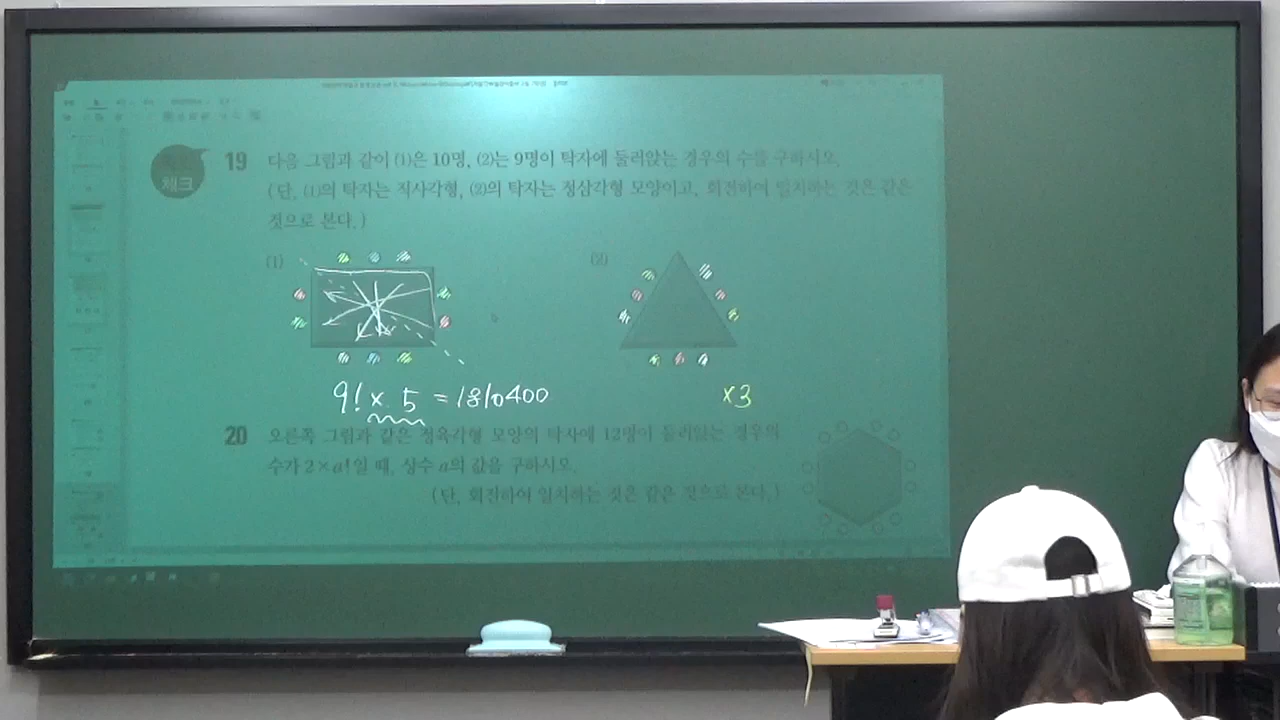 체크
19 다음 그림과 같이 (1)은 10명, (2)는 9명이 탁자에 둘러앉는 경우의 수를 구하시오.
(단, (1)의 탁자는 직사각형, (2)의 탁자는 정삼각형 모양이고, 회전하여 일치하는 것은 같은
것으로 본다.)
(1) (2)
9! × 5 = 1810400
×3
20 오른쪽 그림과 같은 정육각형 모양의 탁자에 12명이 둘러앉는 경우의
수가 2×a!일 때, 상수 a의 값을 구하시오.
(단, 회전하여 일치하는 것은 같은 것으로 본다.)